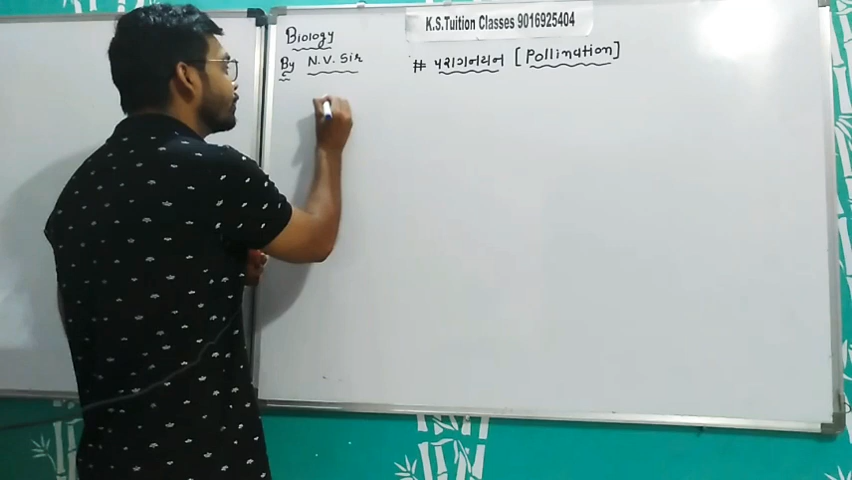 K.S.Tuition Classes 9016925404
Biology
By N.V. Sir
# પરાગનયન [Pollination]